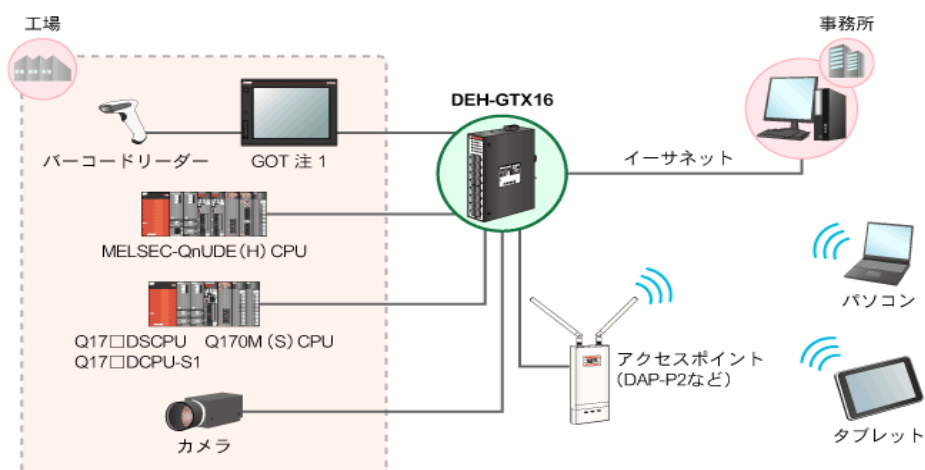 工場
事務所
DEH-GTX16
バーコードリーダー
GOT 注 1
イーサネット
MELSEC-QnUDE(H) CPU
パソコン
Q17□DSCPU Q170M (S) CPU
Q17□DCPU-S1
アクセスポイント
(DAP-P2など)
カメラ
タブレット